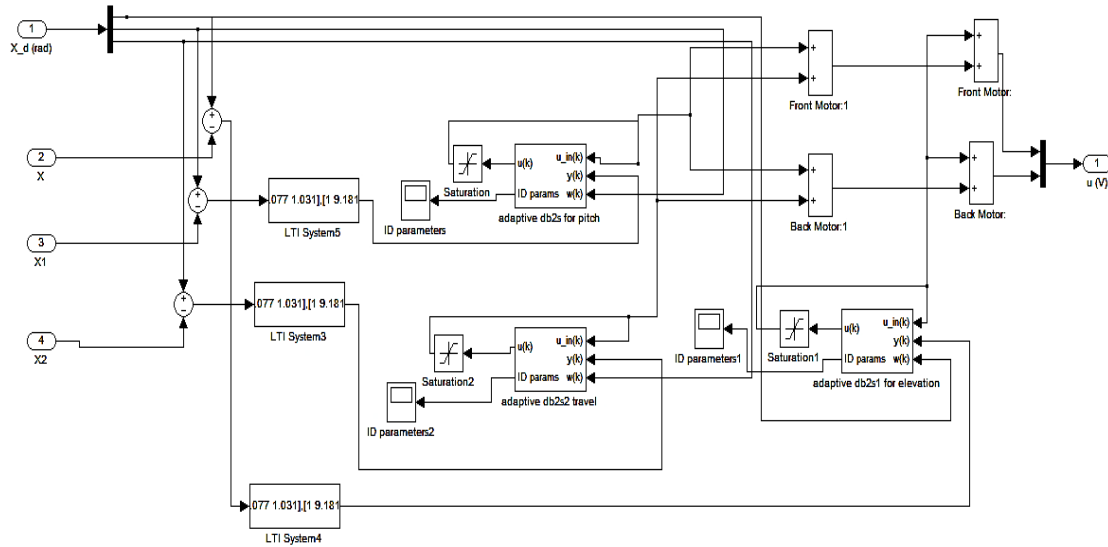 1
X_d (rad)
+
−
2
X
+
−
3
X1
+
−
4
X2
.077 1.031],[1 9.181
LTI System5
.077 1.031],[1 9.181
LTI System3
.077 1.031],[1 9.181
LTI System4
ID parameters
Saturation
u(k)
ID params
u_in(k)
y(k)
w(k)
adaptive db2s for pitch
ID parameters2
Saturation2
u(k)
ID params
u_in(k)
y(k)
w(k)
adaptive db2s2 travel
+
+
Front Motor:1
+
+
Back Motor:1
+
+
Front Motor:
+
+
Back Motor:
1
u (V)
ID parameters1
Saturation1
u(k)
ID params
u_in(k)
y(k)
w(k)
adaptive db2s1 for elevation